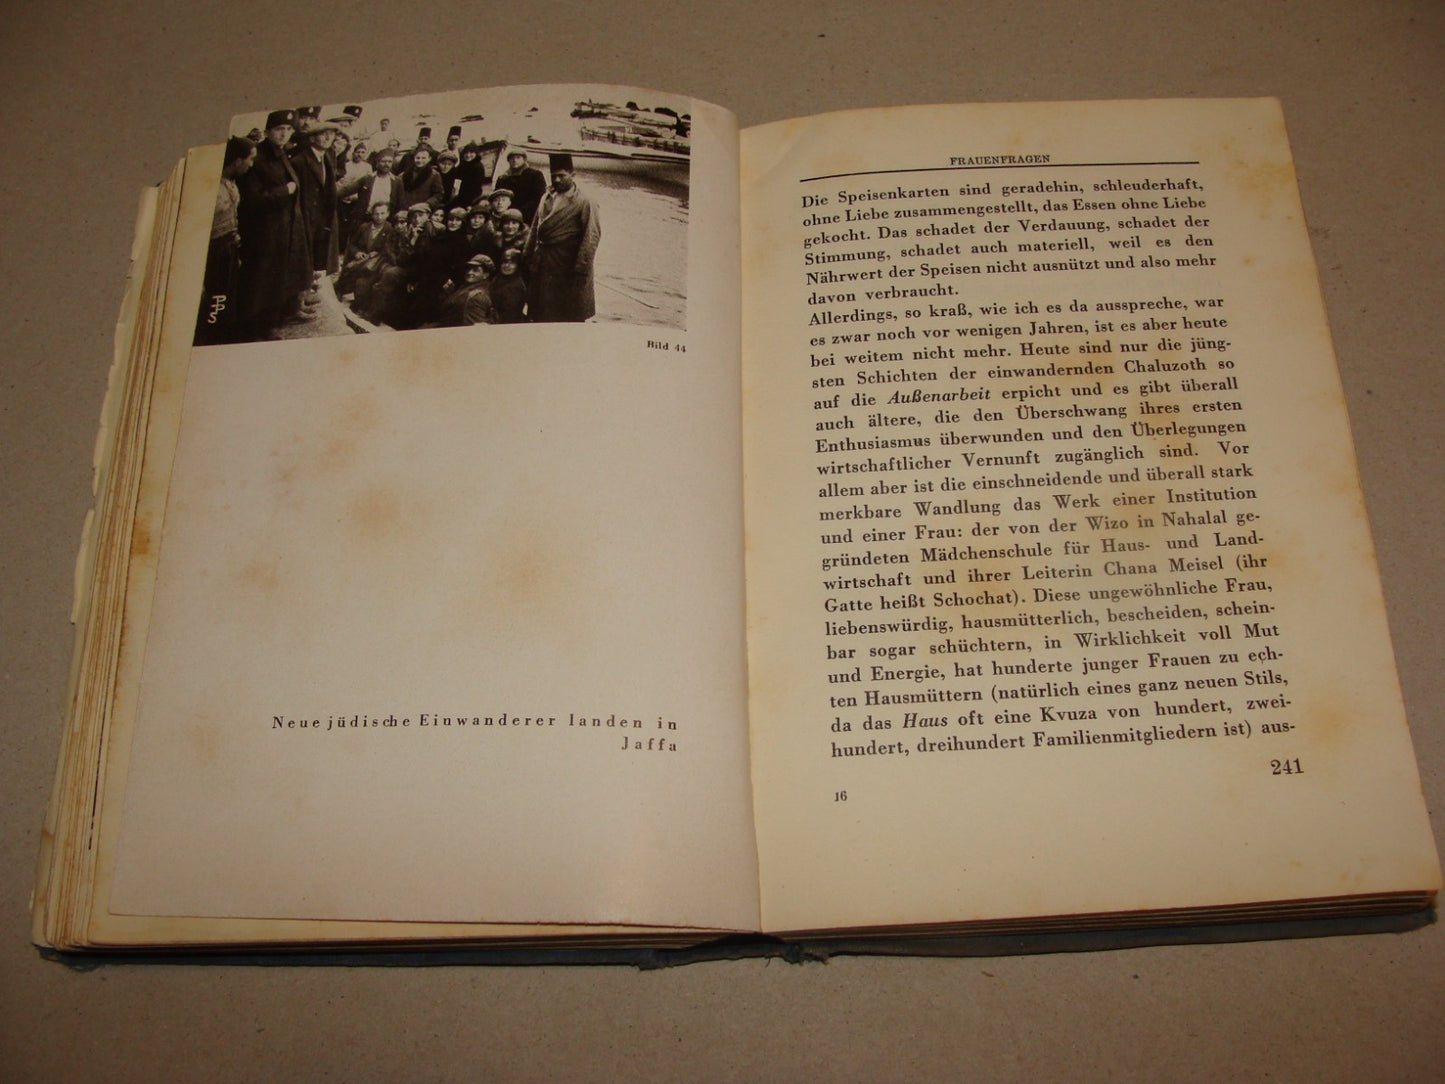 PPS
Bild 44
Neue jüdische Einwanderer landen in
Jaffa
FRAUENFRAGEN
Die Speisenkarten sind geradehin, schleuderhaft,
ohne Liebe zusammengestellt, das Essen ohne Liebe
gekocht. Das schadet der Verdauung, schadet der
Stimmung, schadet auch materiell, weil es den
Nährwert der Speisen nicht ausnützt und also mehr
davon verbraucht.
Allerdings, so kraß, wie ich es da ausspreche, war
es zwar noch vor wenigen Jahren, ist es aber heute
bei weitem nicht mehr. Heute sind nur die jüng-
sten Schichten der einwandernden Chaluzoth so
auf die Außenarbeit erpicht und es gibt überall
auch ältere, die den Überschwang ihres ersten
Enthusiasmus überwunden und den Überlegungen
wirtschaftlicher Vernunft zugänglich sind. Vor
allem aber ist die einschneidende und überall stark
merkbare Wandlung das Werk einer Institution
und einer Frau: der von der Wizo in Nahalal ge-
gründeten Mädchenschule für Haus- und Land-
wirtschaft und ihrer Leiterin Chana Meisel (ihr
Gatte heißt Schochat). Diese ungewöhnliche Frau,
liebenswürdig, hausmütterlich, bescheiden, schein-
bar sogar schüchtern, in Wirklichkeit voll Mut
und Energie, hat hunderte junger Frauen zu ech-
ten Hausmüttern (natürlich eines ganz neuen Stils,
da das Haus oft eine Kvuza von hundert, zwei-
hundert, dreihundert Familienmitgliedern ist) aus-
241
16